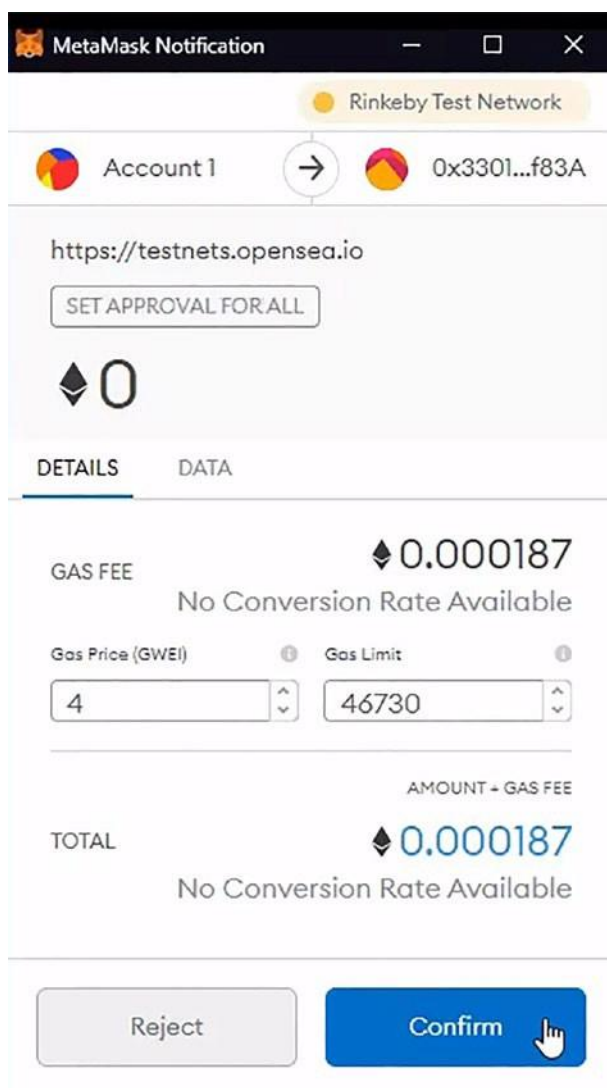 MetaMask Notification
Rinkeby Test Network
Account 1
0x3301...f83A
https://testnets.opensea.io
SET APPROVAL FOR ALL
0
DETAILS DATA
GAS FEE
0.000187
No Conversion Rate Available
Gas Price (GWEI) Gas Limit
4 46730
AMOUNT + GAS FEE
TOTAL
0.000187
No Conversion Rate Available
Reject Confirm